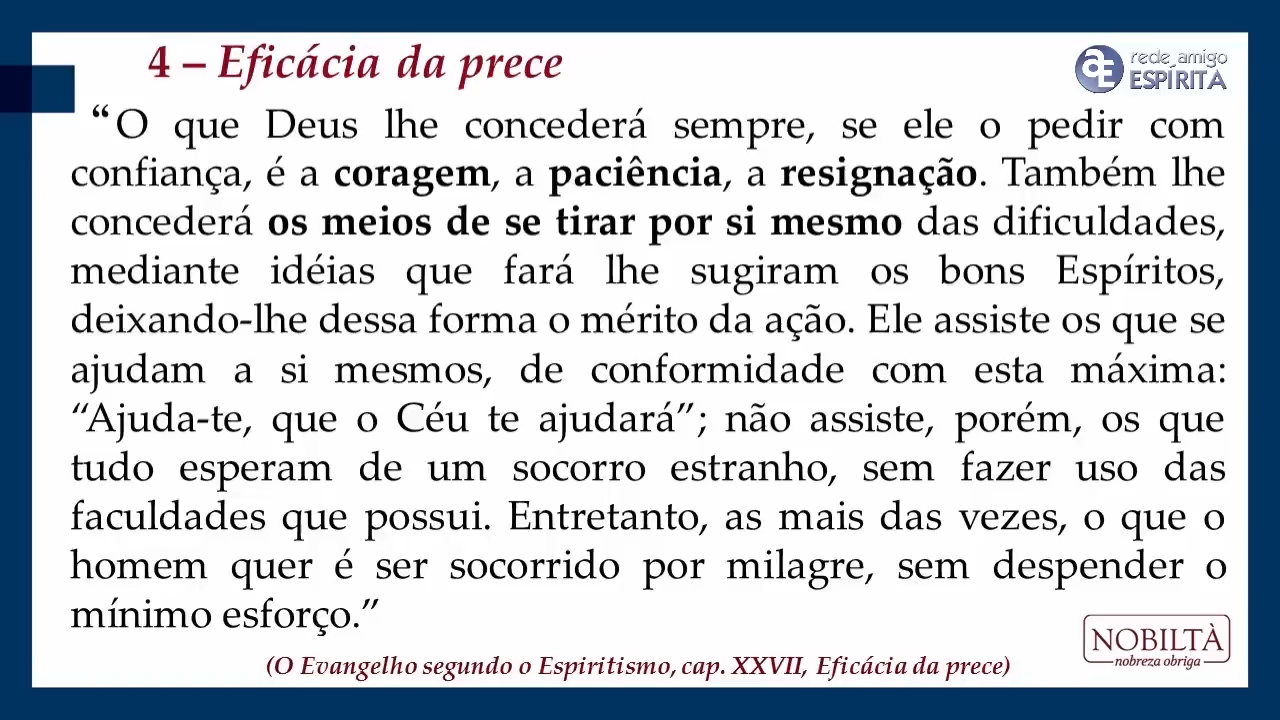 4 – Eficácia da prece
rede amigo
ESPÍRITA
“O que Deus lhe concederá sempre, se ele o pedir com
confiança, é a coragem, a paciência, a resignação. Também lhe
concederá os meios de se tirar por si mesmo das dificuldades,
mediante idéias que fará lhe sugiram os bons Espíritos,
deixando-lhe dessa forma o mérito da ação. Ele assiste os que se
ajudam a si mesmos, de conformidade com esta máxima:
“Ajuda-te, que o Céu te ajudará”; não assiste, porém, os que
tudo esperam de um socorro estranho, sem fazer uso das
faculdades que possui. Entretanto, as mais das vezes, o que o
homem quer é ser socorrido por milagre, sem despender o
mínimo esforço.”
NOBILTÀ
nobreza obriga
(O Evangelho segundo o Espiritismo, cap. XXVII, Eficácia da prece)